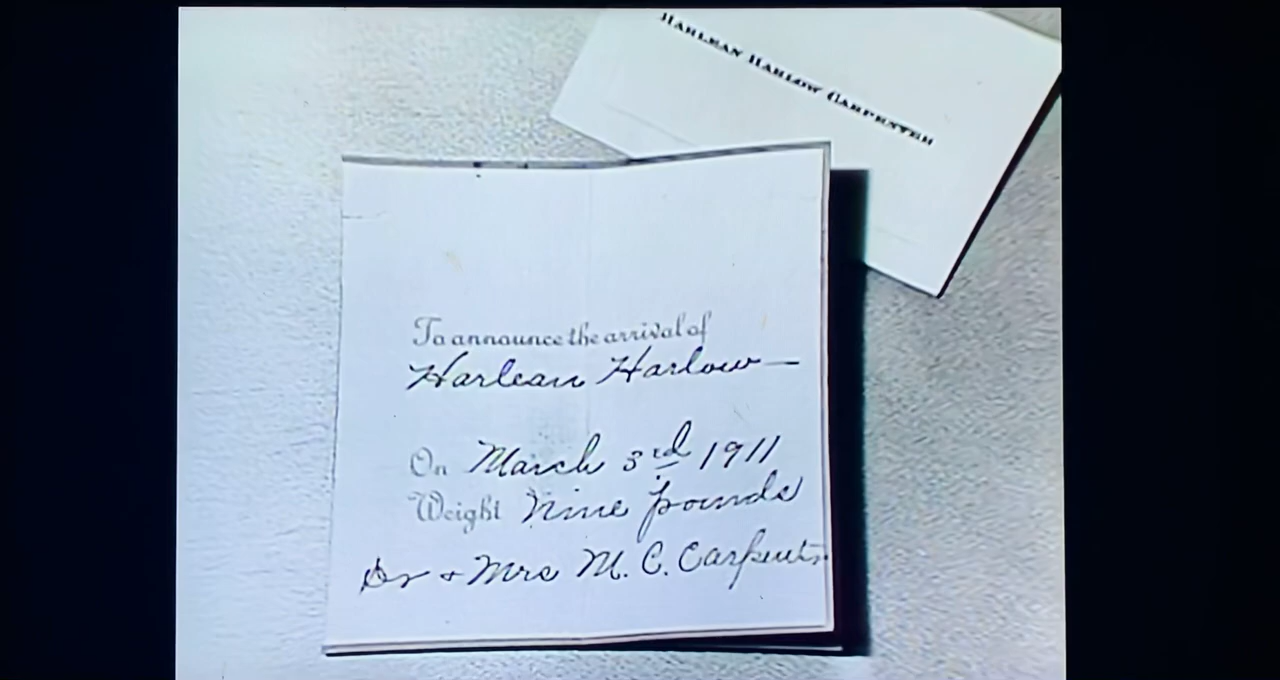 HARLEAN HARLOW CARPENTER
To announce the arrival of
Harlean Harlow —
On March 3rd 1911
Weight Nine pounds
Dr + Mrs M. C. Carpenter